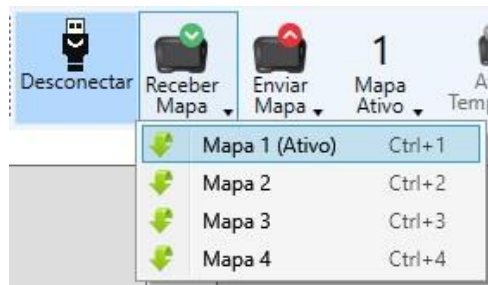 Desconectar
Receber
Mapa
Enviar
Mapa
1
Mapa
Ativo
Mapa 1 (Ativo) Ctrl+1
Mapa 2 Ctrl+2
Mapa 3 Ctrl+3
Mapa 4 Ctrl+4